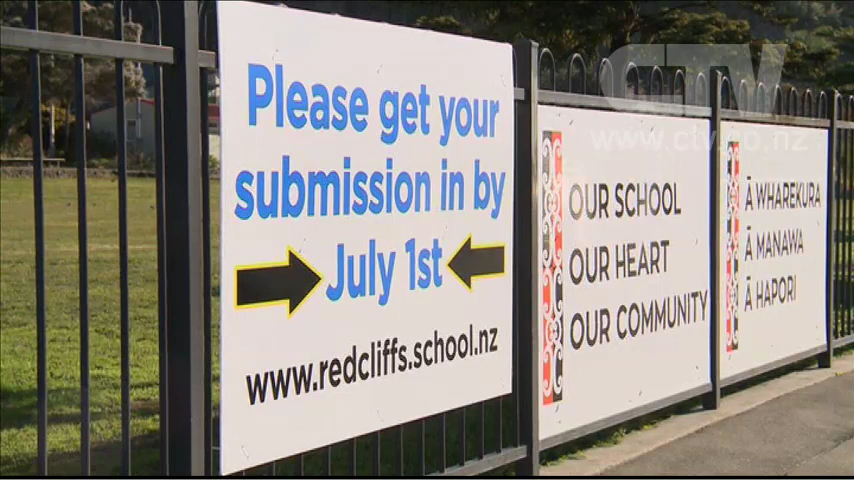 Please get your
submission in by
July 1st
www.redcliffs.school.nz
OUR SCHOOL
OUR HEART
OUR COMMUNITY
Ā WHAREKURA
Ā MANAWA
Ā HAPORI
CTV
www.ctv.co.nz